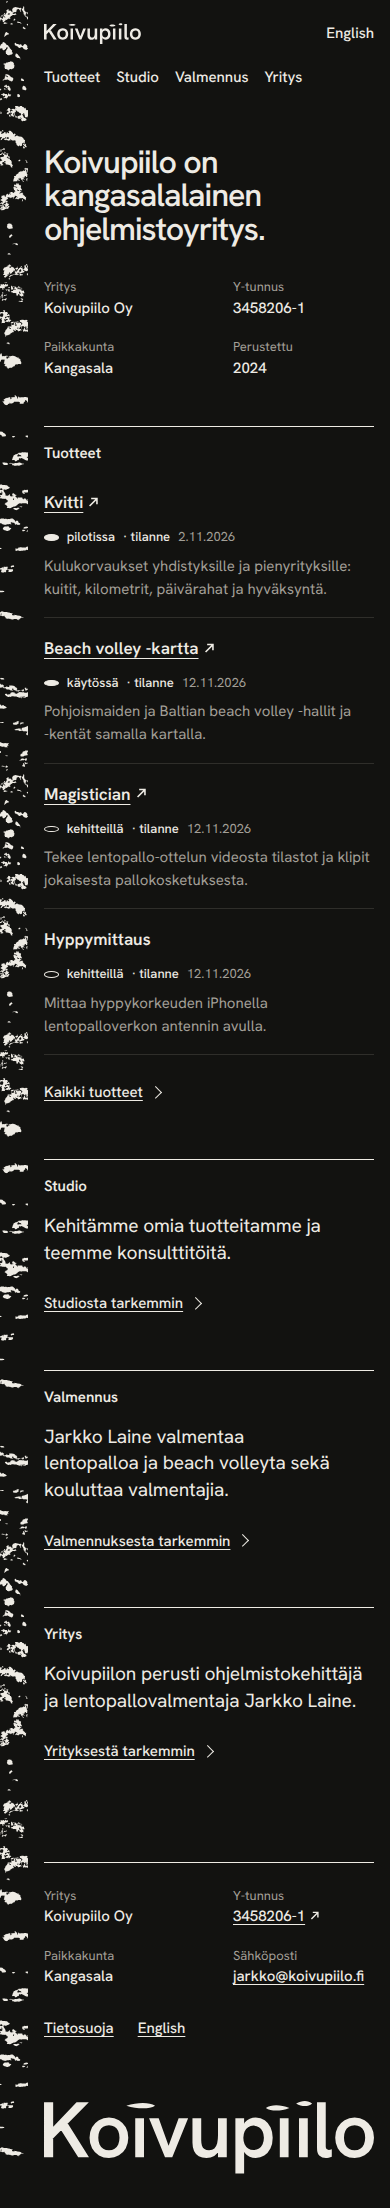 Koivupiilo
English
Tuotteet Studio Valmennus Yritys
Koivupiilo on
kangasalalainen
ohjelmistoyritys.
Yritys
Koivupiilo Oy
Y-tunnus
3458206-1
Paikkakunta
Kangasala
Perustettu
2024
Tuotteet
Kvitti ↗
pilotissa · tilanne 2.11.2026
Kulukorvaukset yhdistyksille ja pienyrityksille:
kuitit, kilometrit, päivärahat ja hyväksyntä.
Beach volley -kartta ↗
käytössä · tilanne 12.11.2026
Pohjoismaiden ja Baltian beach volley -hallit ja
-kentät samalla kartalla.
Magistician ↗
kehitteillä · tilanne 12.11.2026
Tekee lentopallo-ottelun videosta tilastot ja klipit
jokaisesta pallokosketuksesta.
Hyppymittaus
kehitteillä · tilanne 12.11.2026
Mittaa hyppykorkeuden iPhonella
lentopalloverkon antennin avulla.
Kaikki tuotteet
Studio
Kehitämme omia tuotteitamme ja
teemme konsulttitöitä.
Studiosta tarkemmin
Valmennus
Jarkko Laine valmentaa
lentopalloa ja beach volleyta sekä
kouluttaa valmentajia.
Valmennuksesta tarkemmin
Yritys
Koivupiilon perusti ohjelmistokehittäjä
ja lentopallovalmentaja Jarkko Laine.
Yrityksestä tarkemmin
Yritys
Koivupiilo Oy
Y-tunnus
3458206-1 ↗
Paikkakunta
Kangasala
Sähköposti
jarkko@koivupiilo.fi
Tietosuoja English
Koivupiilo